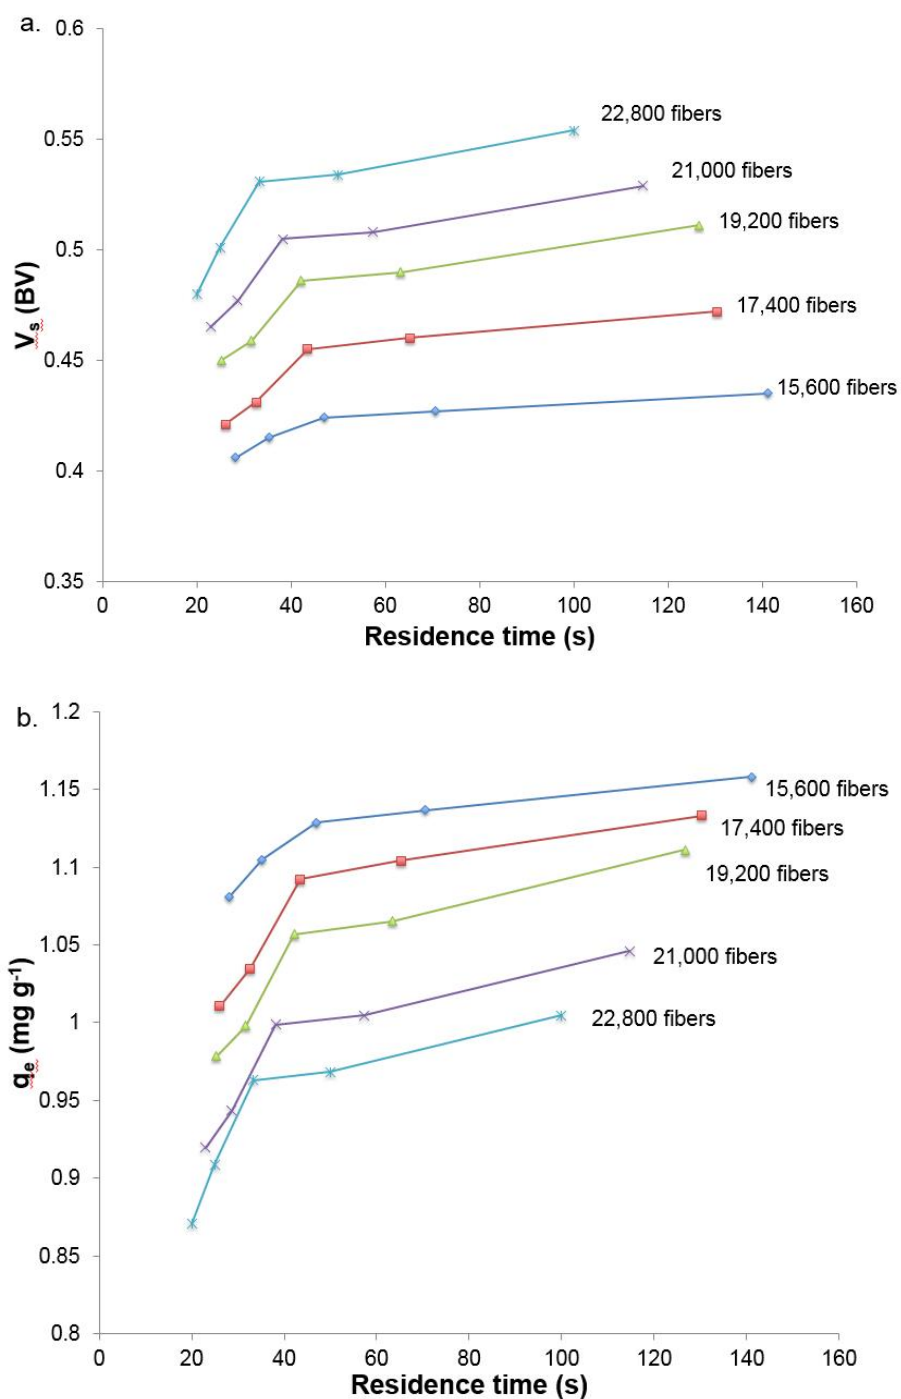 a.
0.6
0.55
0.5
0.45
0.4
0.35
V_s (BV)
22,800 fibers
21,000 fibers
19,200 fibers
17,400 fibers
15,600 fibers
0 20 40 60 80 100 120 140 160
Residence time (s)
b.
1.2
1.15
1.1
1.05
1
0.95
0.9
0.85
0.8
q_e (mg g⁻¹)
15,600 fibers
17,400 fibers
19,200 fibers
21,000 fibers
22,800 fibers
0 20 40 60 80 100 120 140 160
Residence time (s)